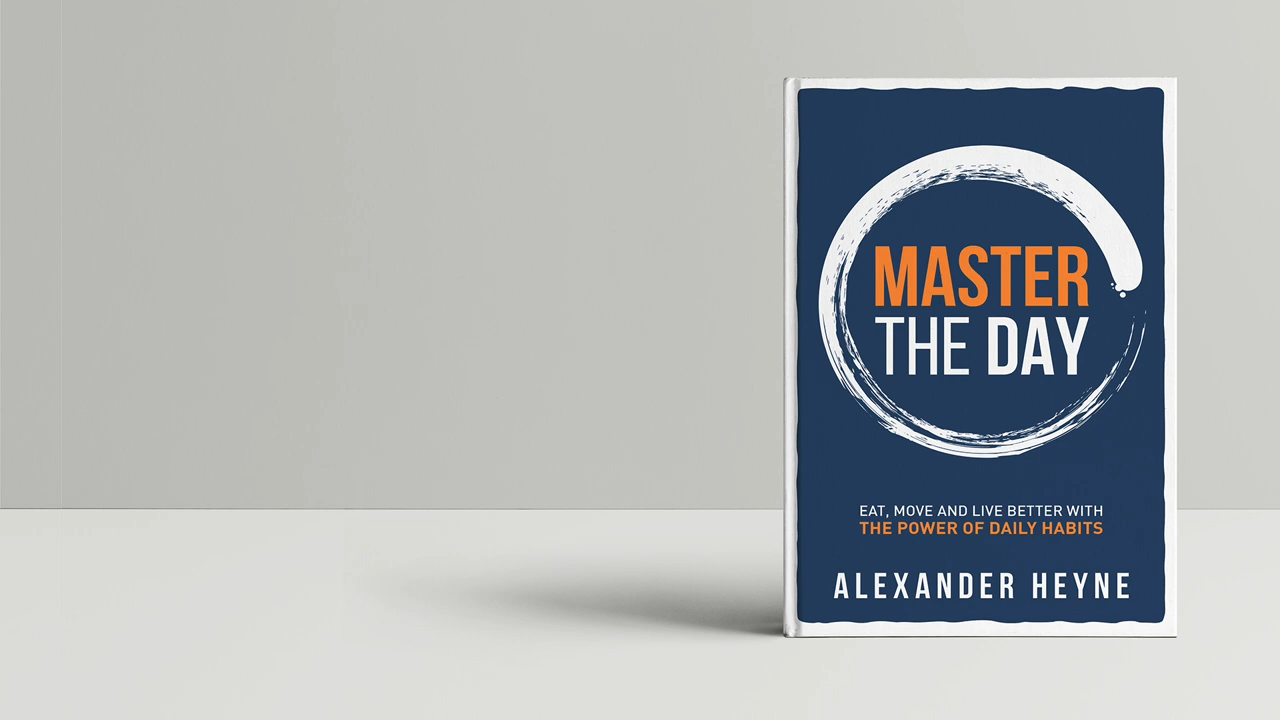 MASTER
THE DAY
EAT, MOVE AND LIVE BETTER WITH
THE POWER OF DAILY HABITS
ALEXANDER HEYNE